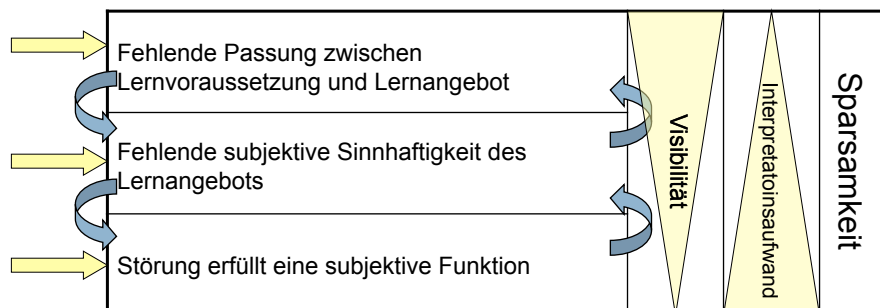 Fehlende Passung zwischen
Lernvoraussetzung und Lernangebot
Fehlende subjektive Sinnhaftigkeit des
Lernangebots
Störung erfüllt eine subjektive Funktion
Visibilität
Interpretatoinsaufwand
Sparsamkeit